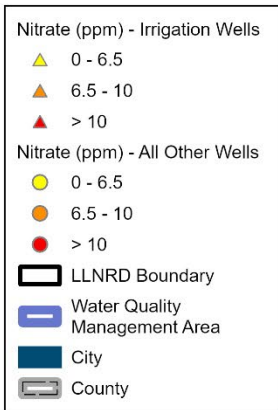 Nitrate (ppm) - Irrigation Wells
0 - 6.5
6.5 - 10
> 10
Nitrate (ppm) - All Other Wells
0 - 6.5
6.5 - 10
> 10
LLNRD Boundary
Water Quality
Management Area
City
County